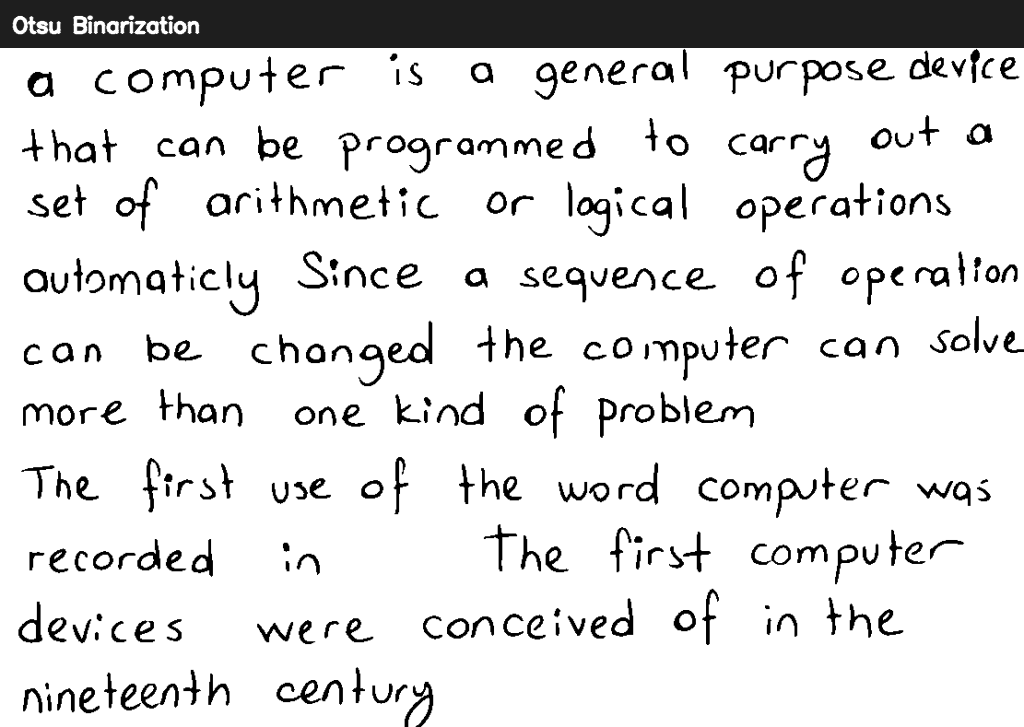 Otsu Binarization
a computer is a general purpose device
that can be programmed to carry out a
set of arithmetic or logical operations
automaticly Since a sequence of operation
can be changed the computer can solve
more than one kind of problem
The first use of the word computer was
recorded in The first computer
devices were conceived of in the
nineteenth century